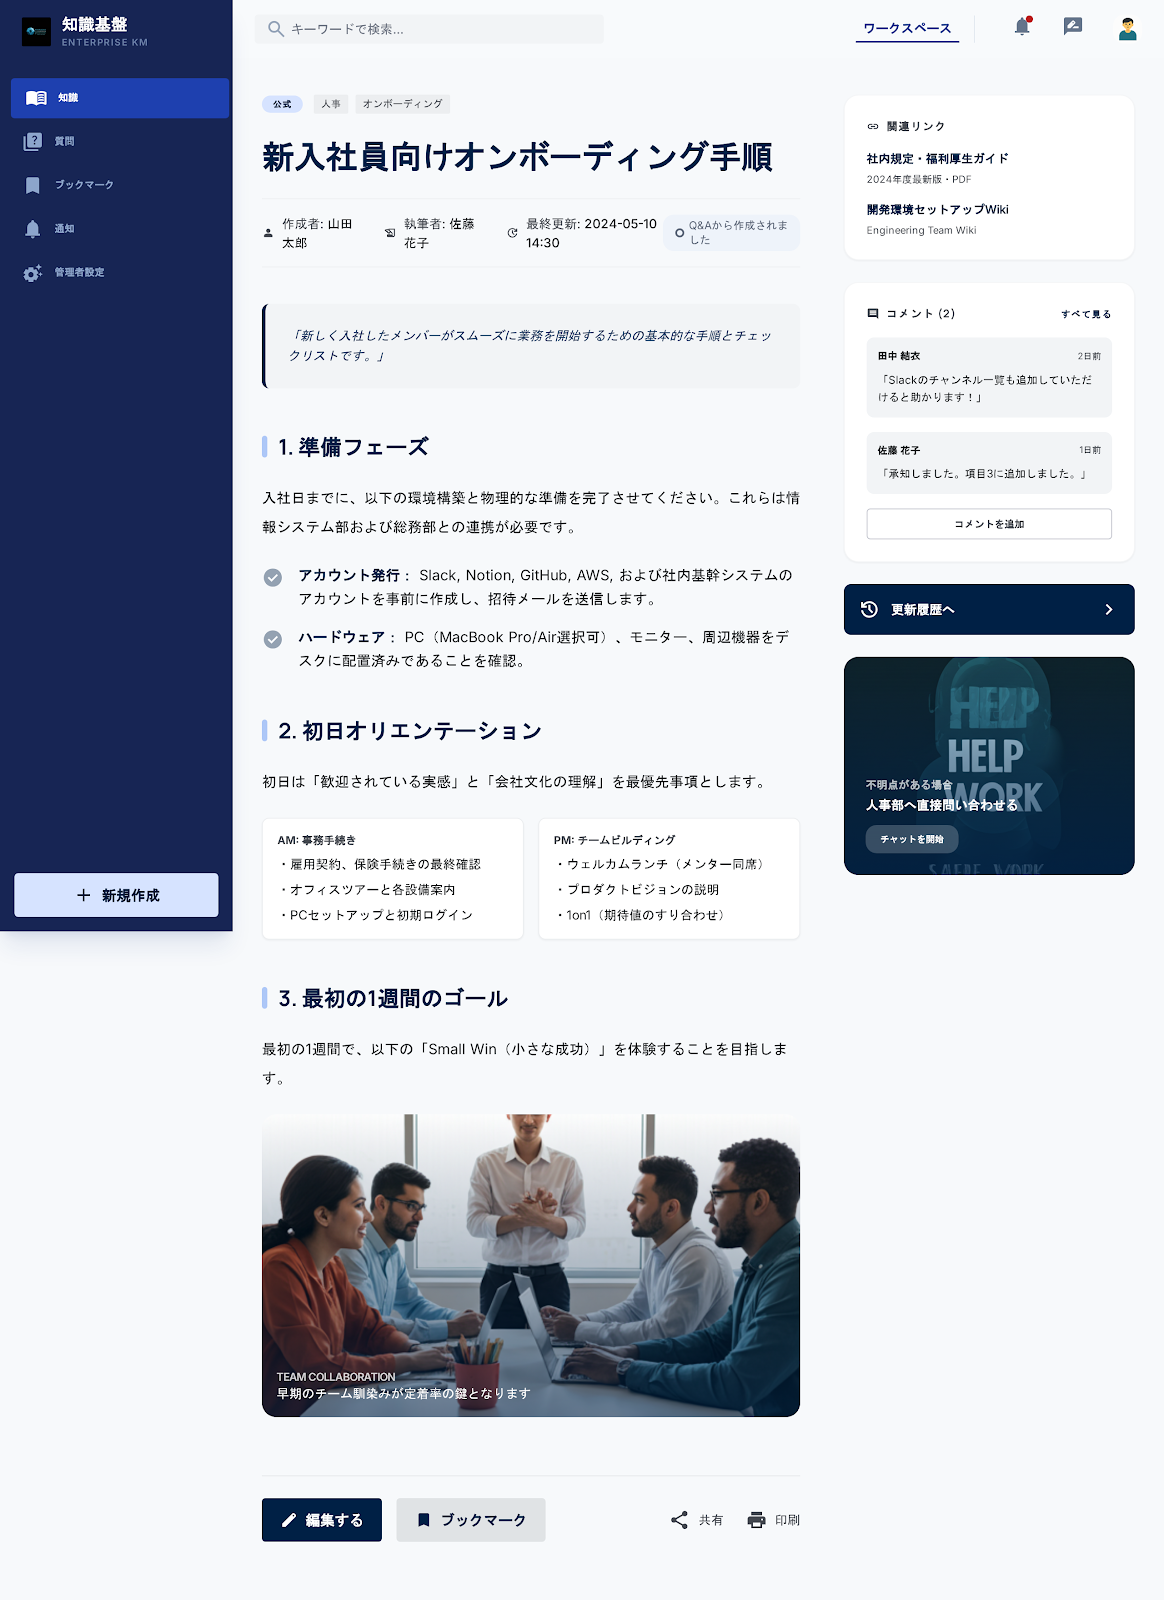 知識基盤
ENTERPRISE KM
知識
質問
ブックマーク
通知
管理者設定
新規作成
キーワードで検索...
ワークスペース
公式
人事
オンボーディング
新入社員向けオンボーディング手順
作成者: 山田
太郎
執筆者: 佐藤
花子
最終更新: 2024-05-10
14:30
Q&Aから作成されま
した
「新しく入社したメンバーがスムーズに業務を開始するための基本的な手順とチェッ
クリストです。」
1. 準備フェーズ
入社日までに、以下の環境構築と物理的な準備を完了させてください。これらは情
報システム部および総務部との連携が必要です。
アカウント発行： Slack, Notion, GitHub, AWS, および社内基幹システムの
アカウントを事前に作成し、招待メールを送信します。
ハードウェア： PC（MacBook Pro/Air選択可）、モニター、周辺機器をデ
スクに配置済みであることを確認。
2. 初日オリエンテーション
初日は「歓迎されている実感」と「会社文化の理解」を最優先事項とします。
AM: 事務手続き
・雇用契約、保険手続きの最終確認
・オフィスツアーと各設備案内
・PCセットアップと初期ログイン
PM: チームビルディング
・ウェルカムランチ（メンター同席）
・プロダクトビジョンの説明
・1on1（期待値のすり合わせ）
3. 最初の1週間のゴール
最初の1週間で、以下の「Small Win（小さな成功）」を体験することを目指しま
す。
TEAM COLLABORATION
早期のチーム馴染みが定着率の鍵となります
編集する
ブックマーク
共有
印刷
関連リンク
社内規定・福利厚生ガイド
2024年度最新版・PDF
開発環境セットアップWiki
Engineering Team Wiki
コメント (2)
すべて見る
田中 結衣
2日前
「Slackのチャンネル一覧も追加していただ
けると助かります！」
佐藤 花子
1日前
「承知しました。項目3に追加しました。」
コメントを追加
更新履歴へ
HELP
HELP
WORK
不明点がある場合
人事部へ直接問い合わせる
チャットを開始